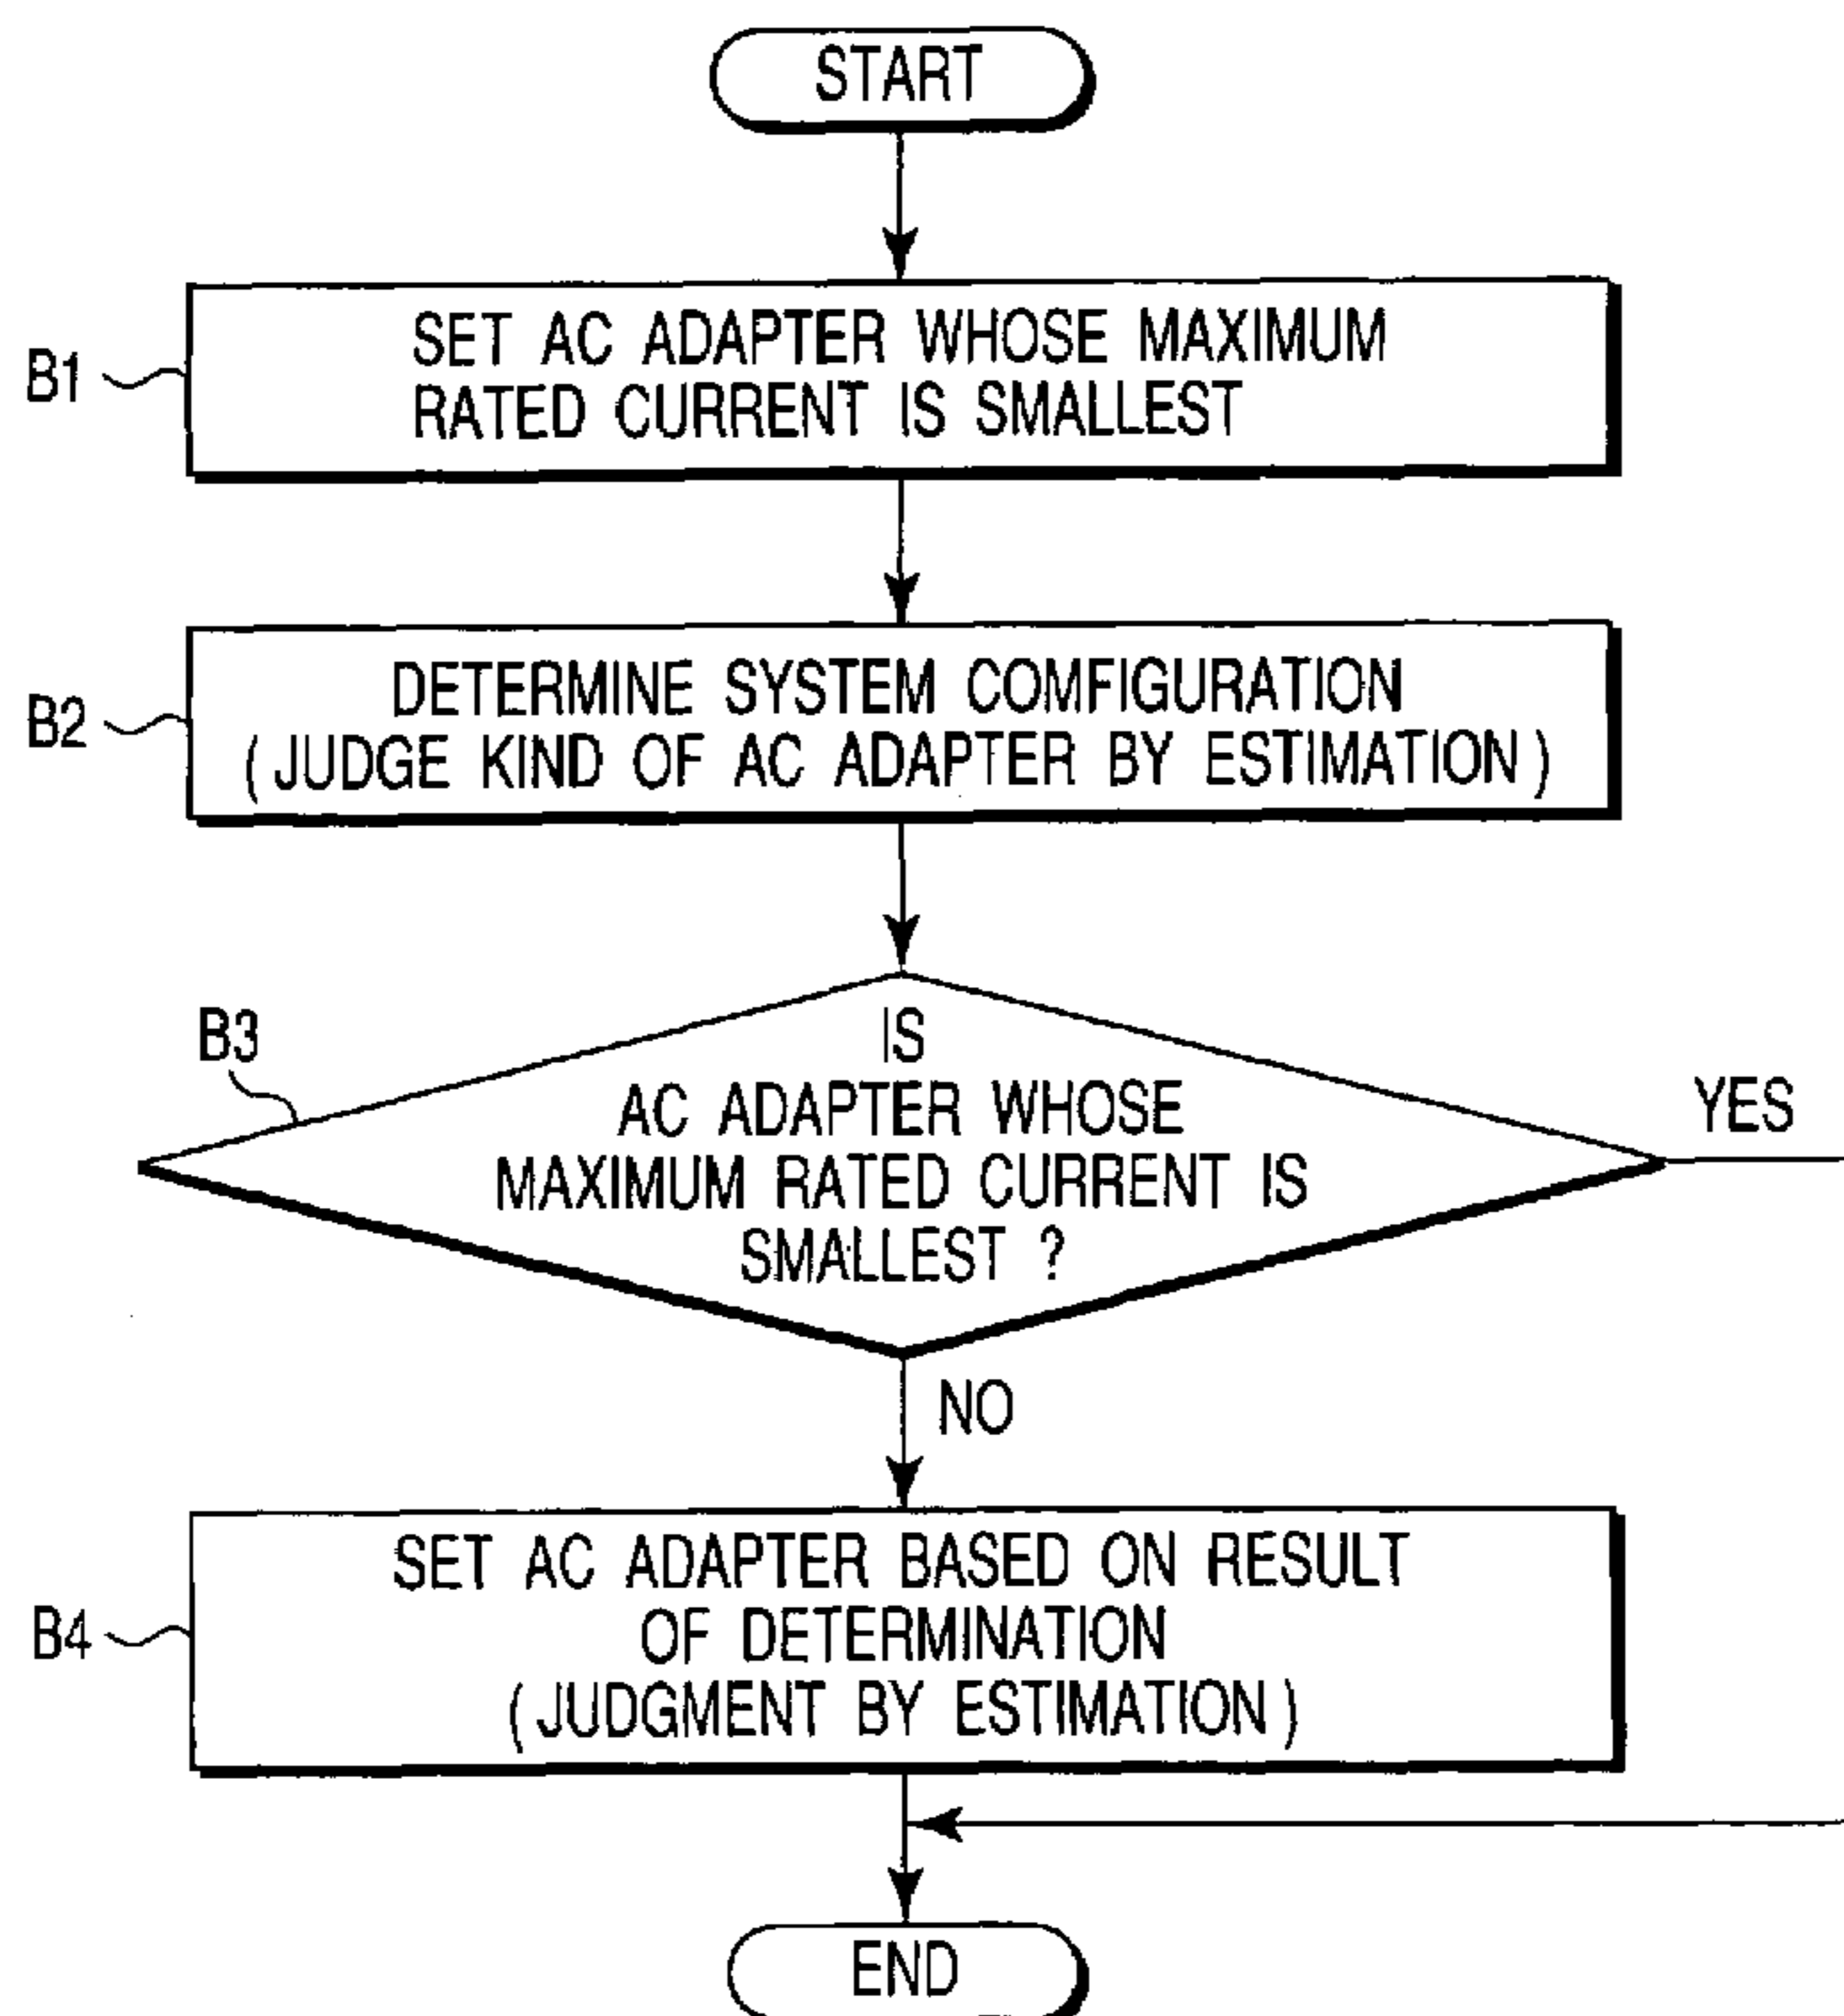 START
B1
SET AC ADAPTER WHOSE MAXIMUM
RATED CURRENT IS SMALLEST
B2
DETERMINE SYSTEM COMFIGURATION
(JUDGE KIND OF AC ADAPTER BY ESTIMATION)
B3
IS
AC ADAPTER WHOSE
MAXIMUM RATED CURRENT IS
SMALLEST ?
YES
NO
B4
SET AC ADAPTER BASED ON RESULT
OF DETERMINATION
(JUDGMENT BY ESTIMATION)
END